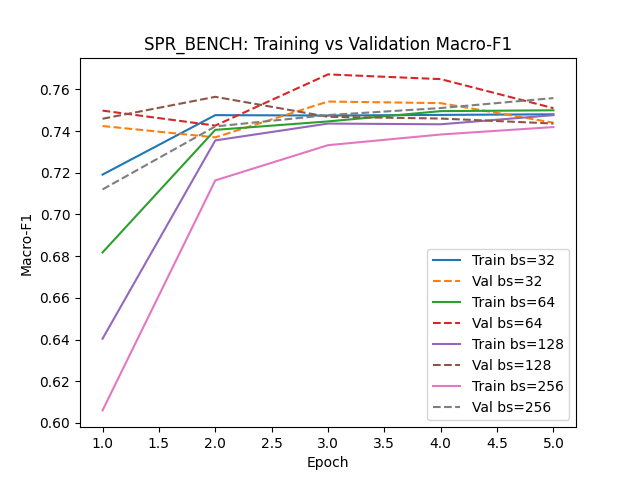 SPR_BENCH: Training vs Validation Macro-F1
Macro-F1
0.76
0.74
0.72
0.70
0.68
0.66
0.64
0.62
0.60
Train bs=32
Val bs=32
Train bs=64
Val bs=64
Train bs=128
Val bs=128
Train bs=256
Val bs=256
1.0 1.5 2.0 2.5 3.0 3.5 4.0 4.5 5.0
Epoch